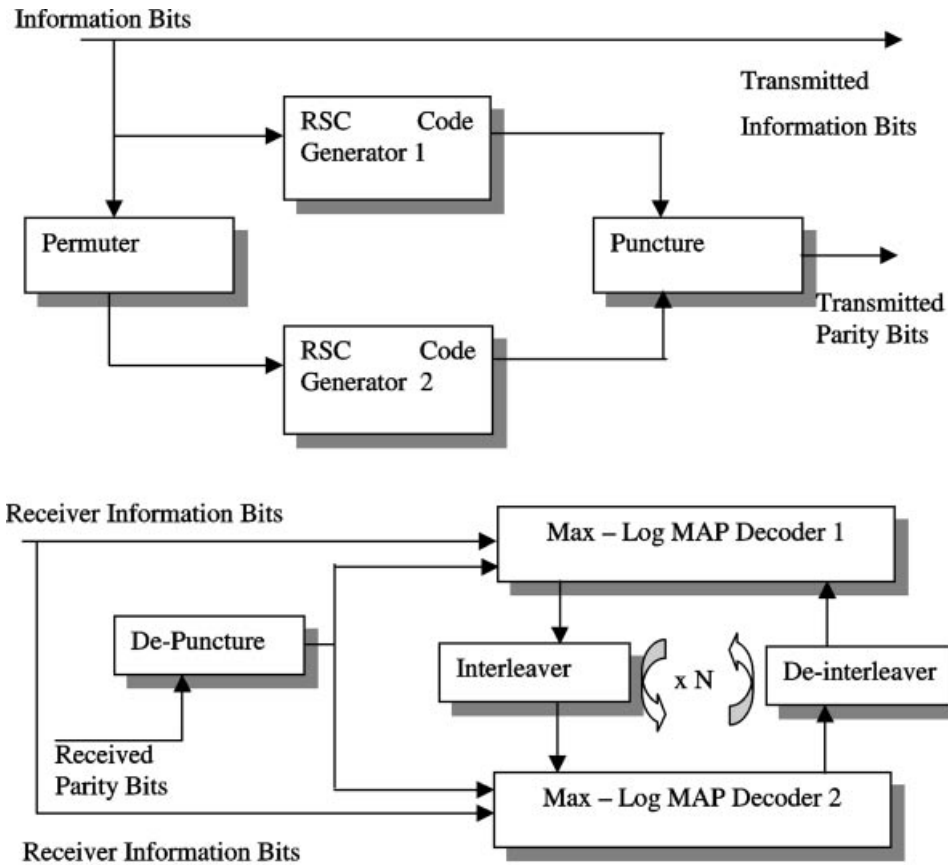 Information Bits
Transmitted
Information Bits
RSC Code
Generator 1
Permuter
Puncture
Transmitted
Parity Bits
RSC Code
Generator 2
Receiver Information Bits
Max – Log MAP Decoder 1
De-Puncture
Interleaver
x N
De-interleaver
Received
Parity Bits
Max – Log MAP Decoder 2
Receiver Information Bits